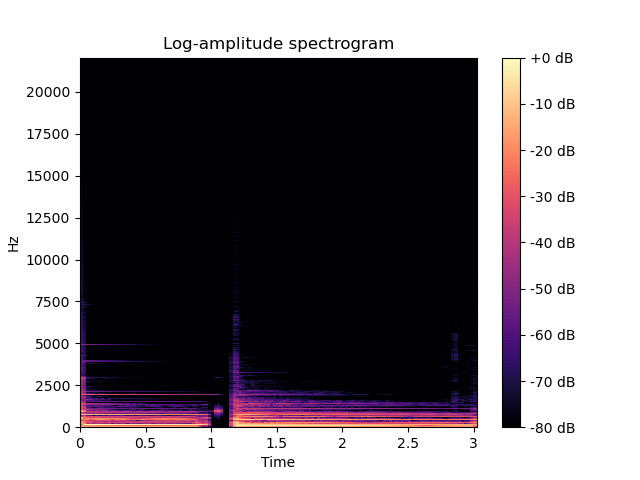 Log-amplitude spectrogram
Hz
20000
17500
15000
12500
10000
7500
5000
2500
0
0 0.5 1 1.5 2 2.5 3
Time
+0 dB
-10 dB
-20 dB
-30 dB
-40 dB
-50 dB
-60 dB
-70 dB
-80 dB